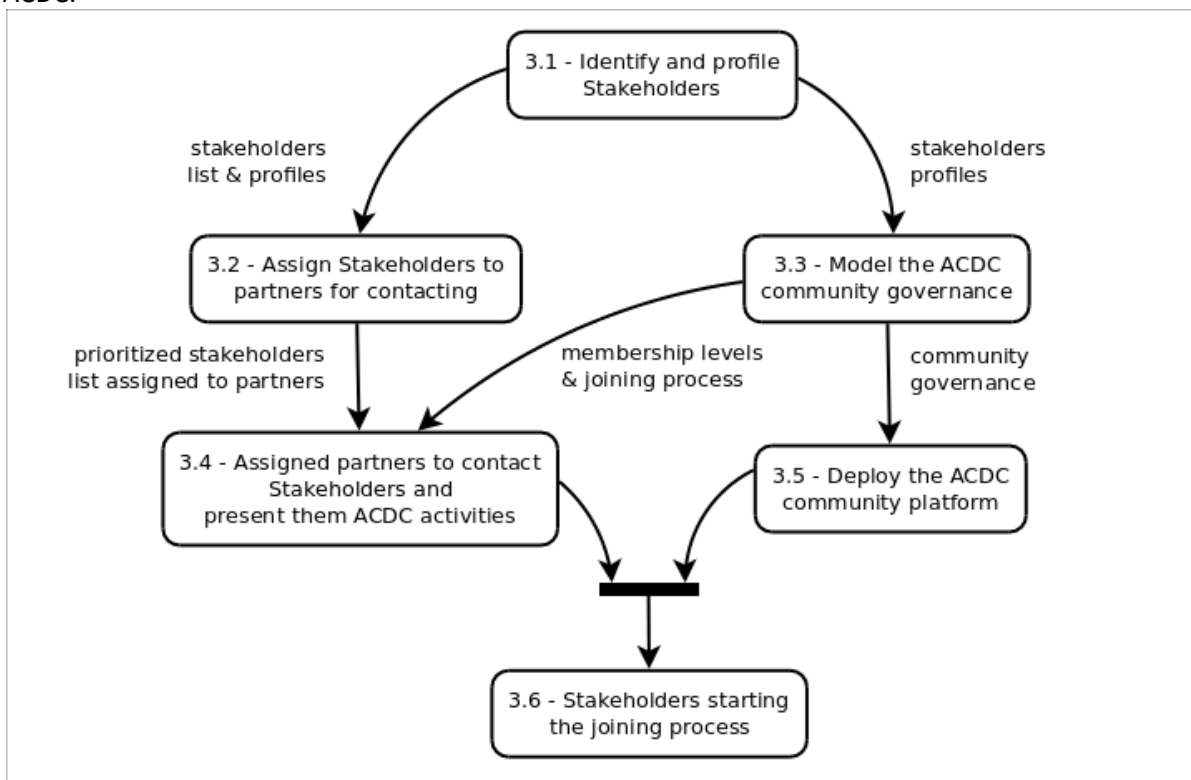 ACDC.
3.1 - Identify and profile
Stakeholders
stakeholders
list & profiles
stakeholders
profiles
3.2 - Assign Stakeholders to
partners for contacting
3.3 - Model the ACDC
community governance
prioritized stakeholders
list assigned to partners
membership levels
& joining process
community
governance
3.4 - Assigned partners to contact
Stakeholders and
present them ACDC activities
3.5 - Deploy the ACDC
community platform
3.6 - Stakeholders starting
the joining process